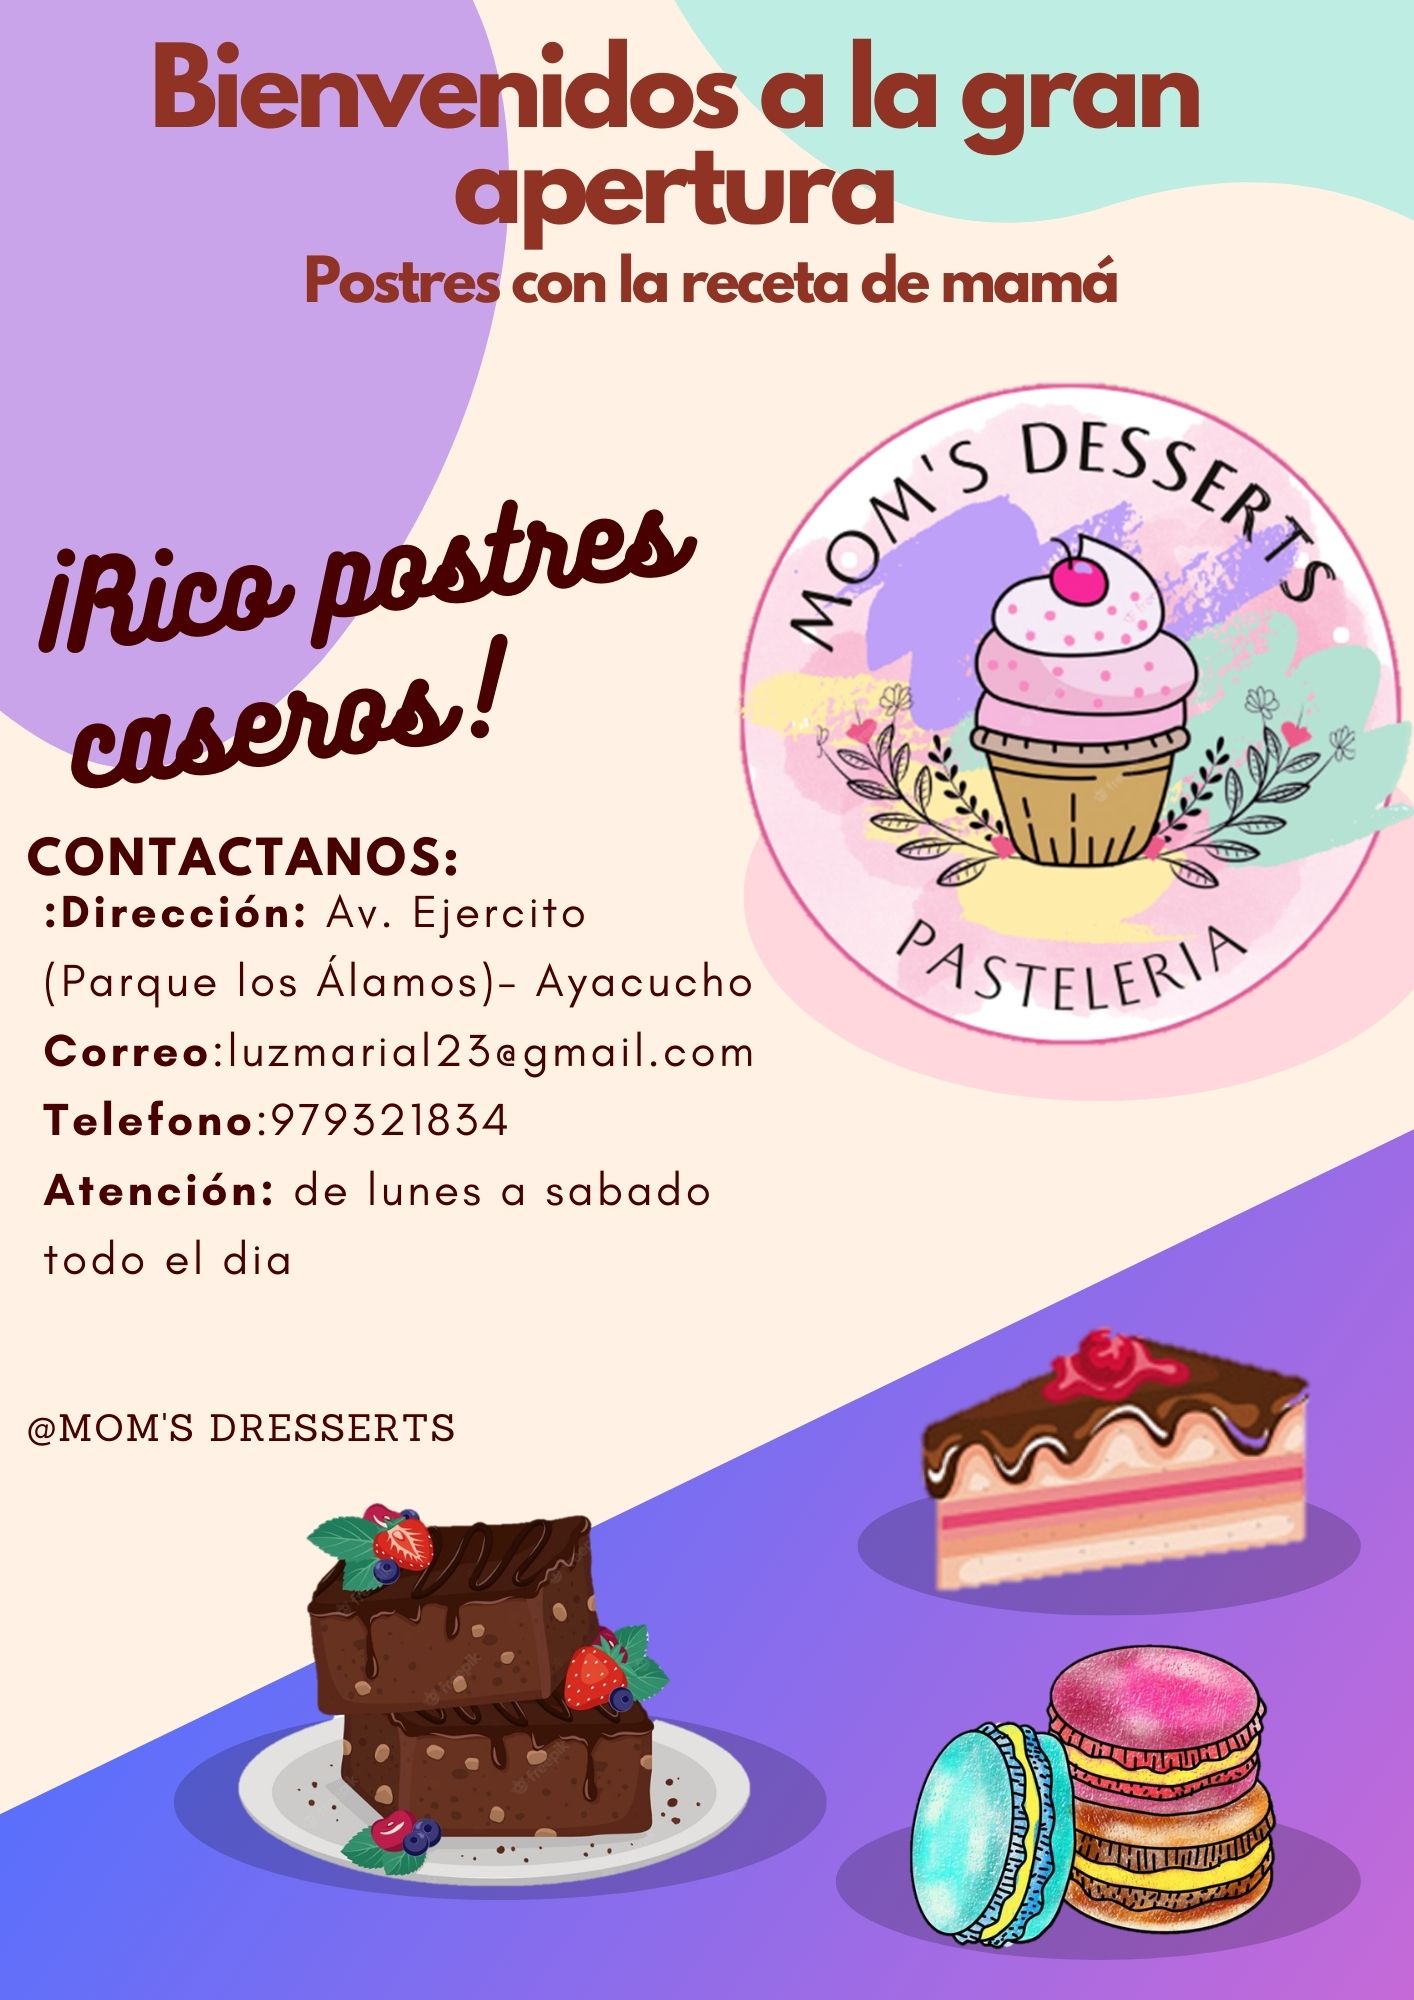 Bienvenidos a la gran
apertura
Postres con la receta de mamá
MOM'S DESSERTS
PASTELERIA
¡Rico postres
caseros!
CONTACTANOS:
:Dirección: Av. Ejercito
(Parque los Álamos)- Ayacucho
Correo:luzmarial23@gmail.com
Telefono:979321834
Atención: de lunes a sabado
todo el dia
@MOM'S DRESSERTS